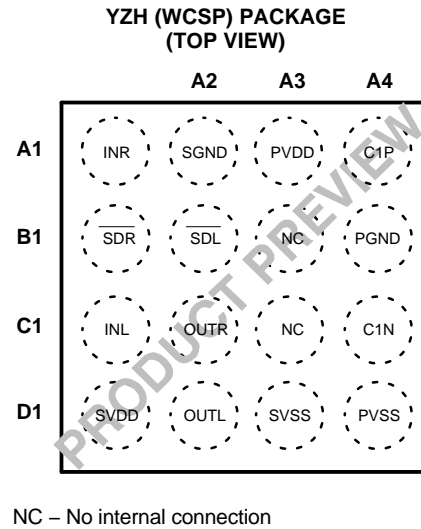 YZH (WCSP) PACKAGE
(TOP VIEW)
A2 A3 A4
A1 INR SGND PVDD C1P
B1 SDR SDL NC PGND
C1 INL OUTR NC C1N
D1 SVDD OUTL SVSS PVSS
PRODUCT PREVIEW
NC – No internal connection